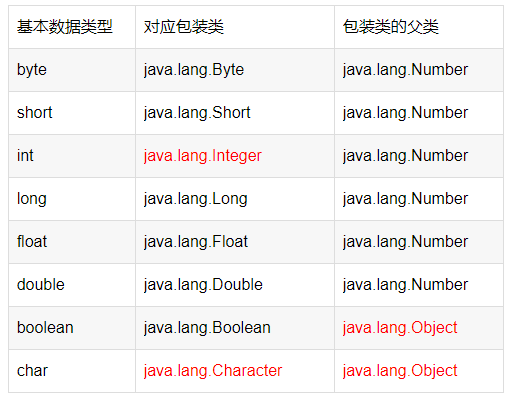 基本数据类型 对应包装类 包装类的父类
byte java.lang.Byte java.lang.Number
short java.lang.Short java.lang.Number
int java.lang.Integer java.lang.Number
long java.lang.Long java.lang.Number
float java.lang.Float java.lang.Number
double java.lang.Double java.lang.Number
boolean java.lang.Boolean java.lang.Object
char java.lang.Character java.lang.Object